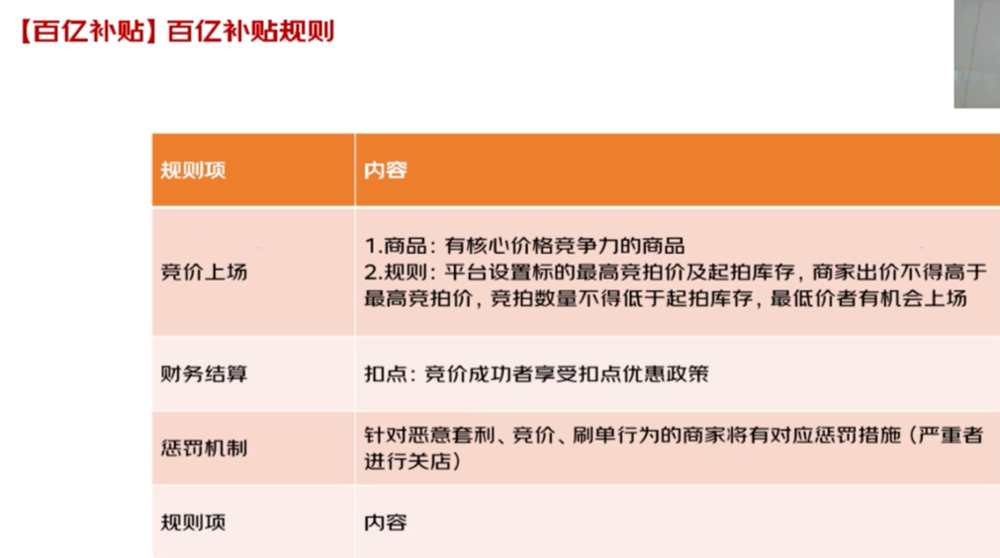 【百亿补贴】百亿补贴规则
规则项
内容
竞价上场
1.商品：有核心价格竞争力的商品
2.规则：平台设置标的最高竞拍价及起拍库存，商家出价不得高于
最高竞拍价，竞拍数量不得低于起拍库存，最低价者有机会上场
财务结算
扣点：竞价成功者享受扣点优惠政策
惩罚机制
针对恶意套利、竞价、刷单行为的商家将有对应惩罚措施（严重者
进行关店）
规则项
内容